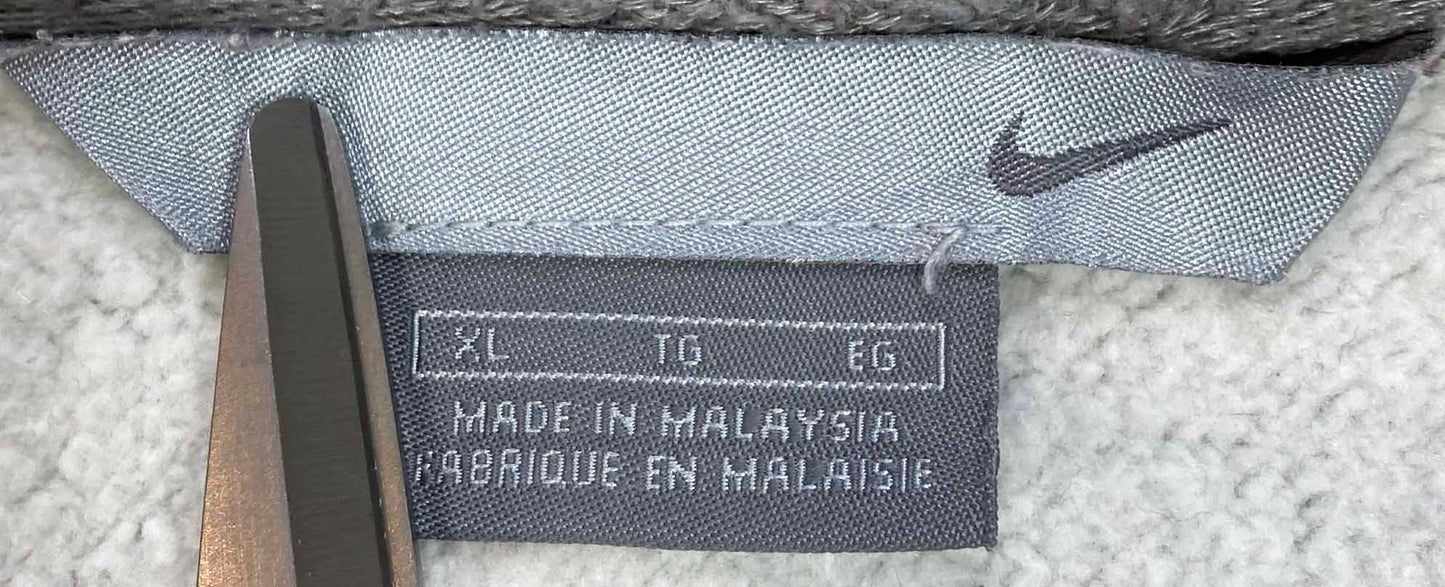 XL TG EG
MADE IN MALAYSIA
FABRIQUE EN MALAISIE